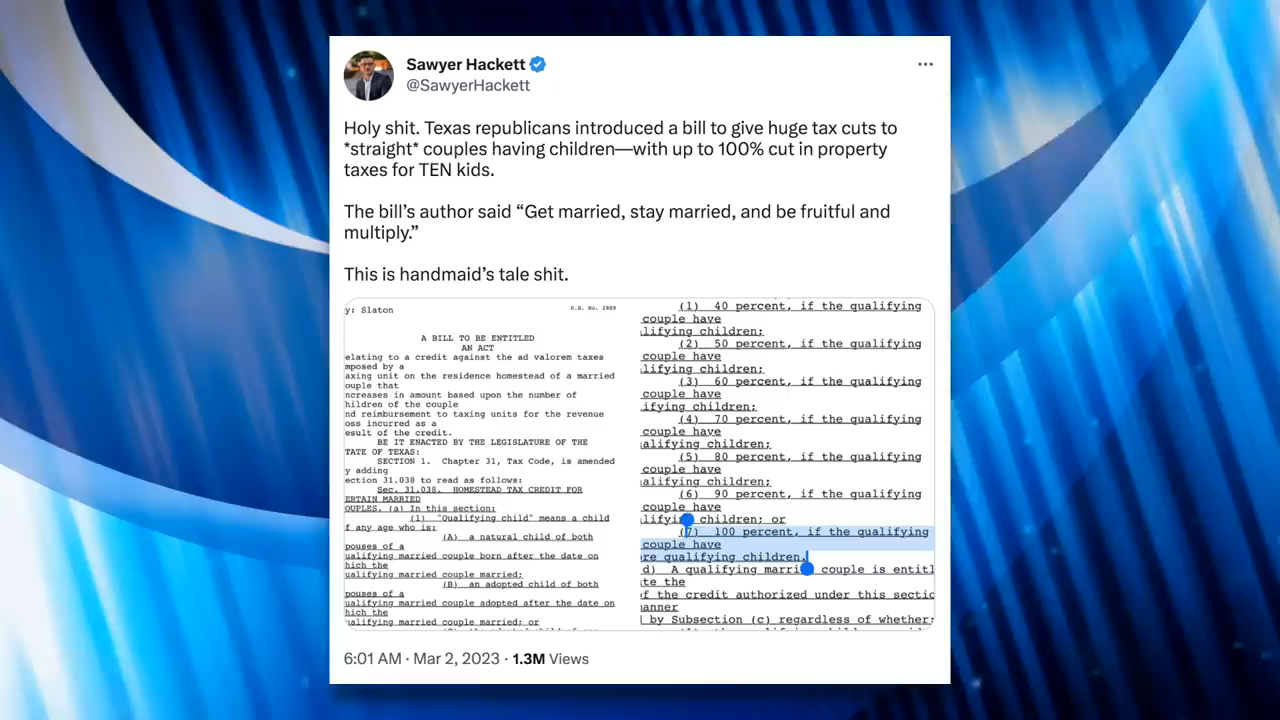 Sawyer Hackett
@SawyerHackett
Holy shit. Texas republicans introduced a bill to give huge tax cuts to
*straight* couples having children—with up to 100% cut in property
taxes for TEN kids.
The bill's author said “Get married, stay married, and be fruitful and
multiply.”
This is handmaid's tale shit.
y: Slaton
H.B. No. 2889
A BILL TO BE ENTITLED
AN ACT
elating to a credit against the ad valorem taxes
mposed by a
axing unit on the residence homestead of a married
ouple that
ncreases in amount based upon the number of
hildren of the couple
nd reimbursement to taxing units for the revenue
oss incurred as a
esult of the credit.
BE IT ENACTED BY THE LEGISLATURE OF THE
TATE OF TEXAS:
SECTION 1. Chapter 31, Tax Code, is amended
y adding
ection 31.038 to read as follows:
Sec. 31.038. HOMESTEAD TAX CREDIT FOR
ERTAIN MARRIED
OUPLES. (a) In this section:
(1) "Qualifying child" means a child
f any age who is:
(A) a natural child of both
pouses of a
ualifying married couple born after the date on
hich the
ualifying married couple married;
(B) an adopted child of both
pouses of a
ualifying married couple adopted after the date on
hich the
ualifying married couple married; or
(1) 40 percent, if the qualifying
couple have
lifying children;
(2) 50 percent, if the qualifying
couple have
lifying children;
(3) 60 percent, if the qualifying
couple have
ifying children;
(4) 70 percent, if the qualifying
couple have
alifying children;
(5) 80 percent, if the qualifying
couple have
alifying children;
(6) 90 percent, if the qualifying
couple have
lifying children; or
(7) 100 percent, if the qualifying
couple have
re qualifying children.
d) A qualifying married couple is entitl
te the
f the credit authorized under this sectio
anner
l by Subsection (c) regardless of whether:
6:01 AM · Mar 2, 2023 · 1.3M Views